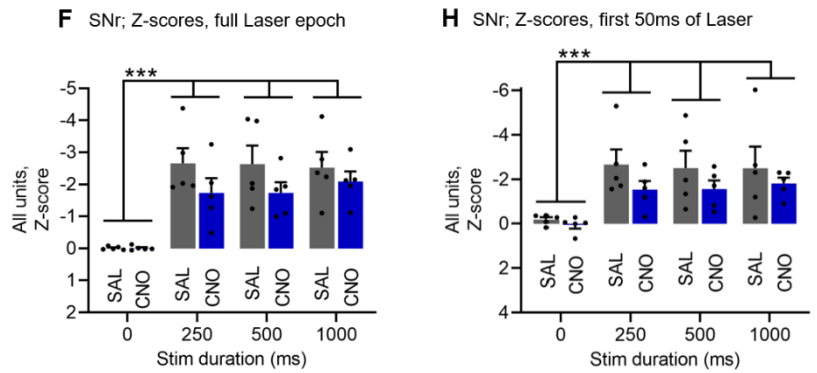 F SNr; Z-scores, full Laser epoch
***
-5
-4
-3
-2
-1
0
1
2
All units,
Z-score
SAL CNO SAL CNO SAL CNO SAL CNO
0 250 500 1000
Stim duration (ms)
H SNr; Z-scores, first 50ms of Laser
***
-6
-4
-2
0
2
4
All units,
Z-score
SAL CNO SAL CNO SAL CNO SAL CNO
0 250 500 1000
Stim duration (ms)